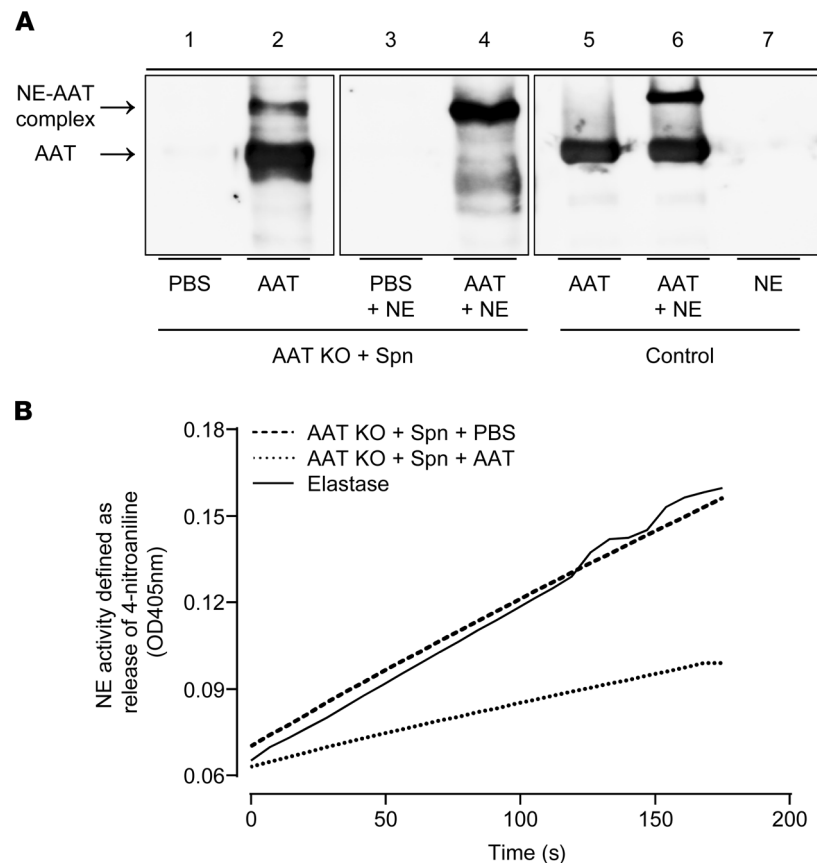 A
1 2 3 4 5 6 7
NE-AAT
complex
AAT
PBS AAT PBS AAT AAT AAT NE
+ NE + NE + NE
AAT KO + Spn Control
B
AAT KO + Spn + PBS
AAT KO + Spn + AAT
Elastase
NE activity defined as
release of 4-nitroaniline
(OD405nm)
0.18
0.15
0.12
0.09
0.06
0 50 100 150 200
Time (s)